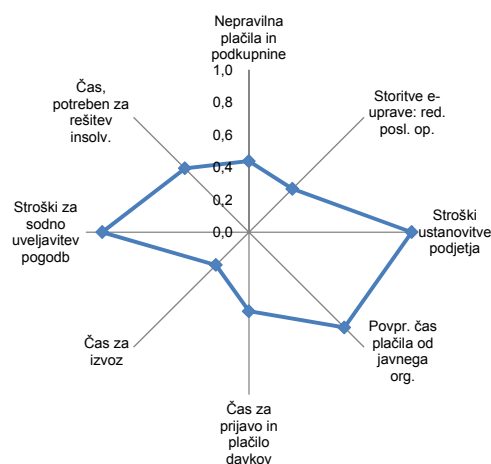 Nepravilna
plačila in
podkupnine
Storitve e-
uprave: red.
posl. op.
Stroški
ustanovitve
podjetja
Povpr. čas
plačila od
javnega
org.
Čas za
prijavo in
plačilo
davkov
Čas za
izvoz
Stroški za
sodno
uveljavitev
pogodb
Čas,
potreben za
rešitev
insolv.
1,0
0,8
0,6
0,4
0,2
0,0